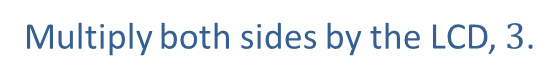 Multiply both sides by the LCD, 3.